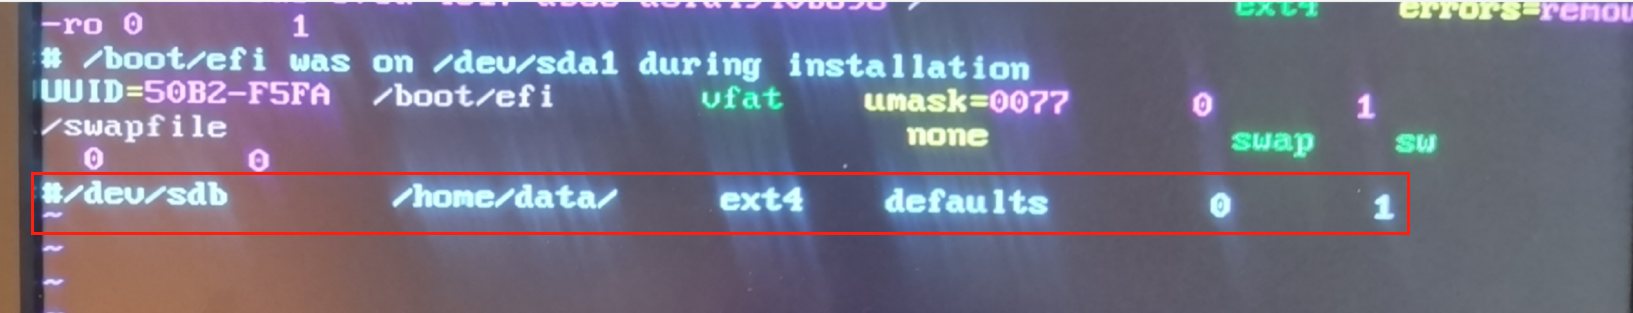 ext4 errors=remou
-ro 0 1
# /boot/efi was on /dev/sda1 during installation
UUID=50B2-F5FA /boot/efi vfat umask=0077 0 1
/swapfile none swap sw
0 0
#/dev/sdb /home/data/ ext4 defaults 0 1
~
~
~
~